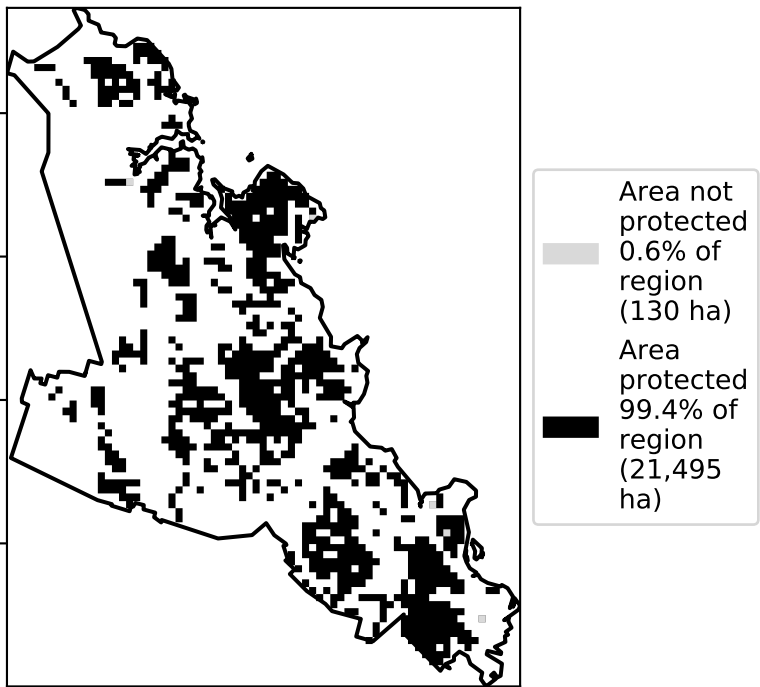 Area not
protected
0.6% of
region
(130 ha)
Area
protected
99.4% of
region
(21,495
ha)